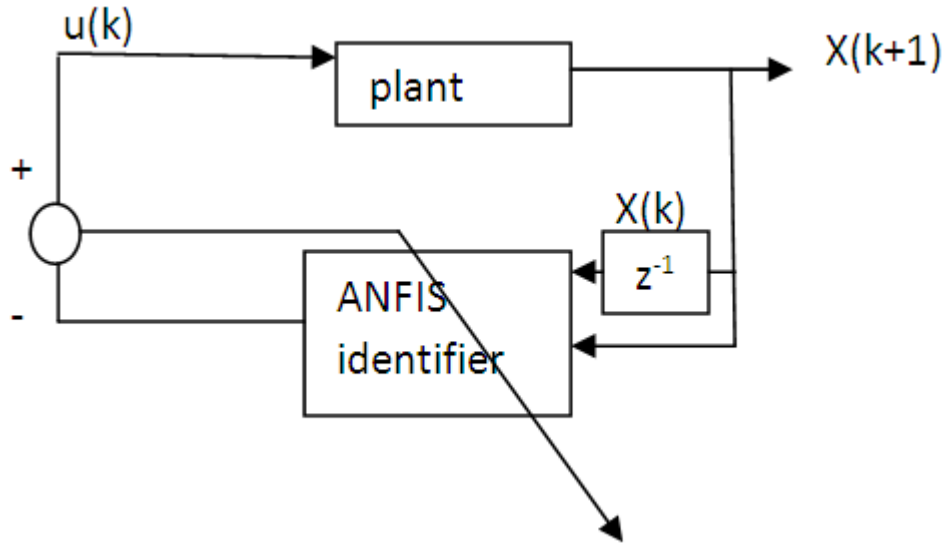 u(k)
X(k+1)
plant
+
X(k)
z⁻¹
ANFIS
-
identifier